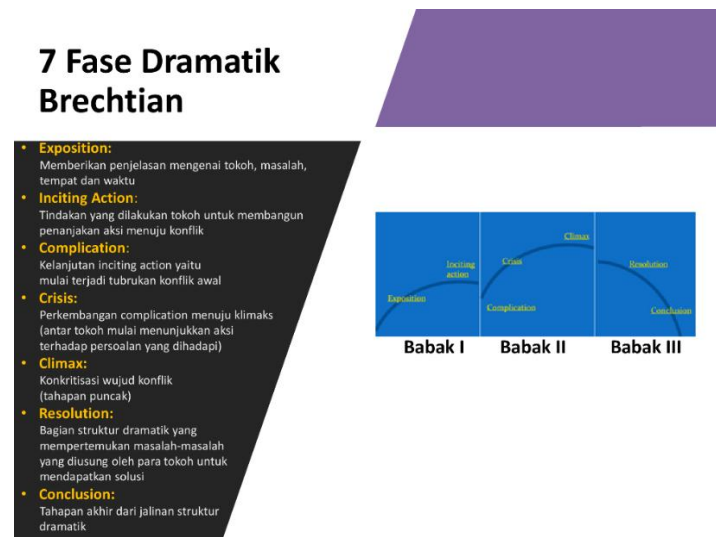 7 Fase Dramatik
Brechtian
• Exposition:
Memberikan penjelasan mengenai tokoh, masalah,
tempat dan waktu
• Inciting Action:
Tindakan yang dilakukan tokoh untuk membangun
penanjakan aksi menuju konflik
• Complication:
Kelanjutan inciting action yaitu
mulai terjadi tubrukan konflik awal
• Crisis:
Perkembangan complication menuju klimaks
(antar tokoh mulai menunjukkan aksi
terhadap persoalan yang dihadapi)
• Climax:
Konkritisasi wujud konflik
(tahapan puncak)
• Resolution:
Bagian struktur dramatik yang
mempertemukan masalah-masalah
yang diusung oleh para tokoh untuk
mendapatkan solusi
• Conclusion:
Tahapan akhir dari jalinan struktur
dramatik
Exposition
Inciting
action
Complication
Crisis
Climax
Resolution
Conclusion
Babak I
Babak II
Babak III